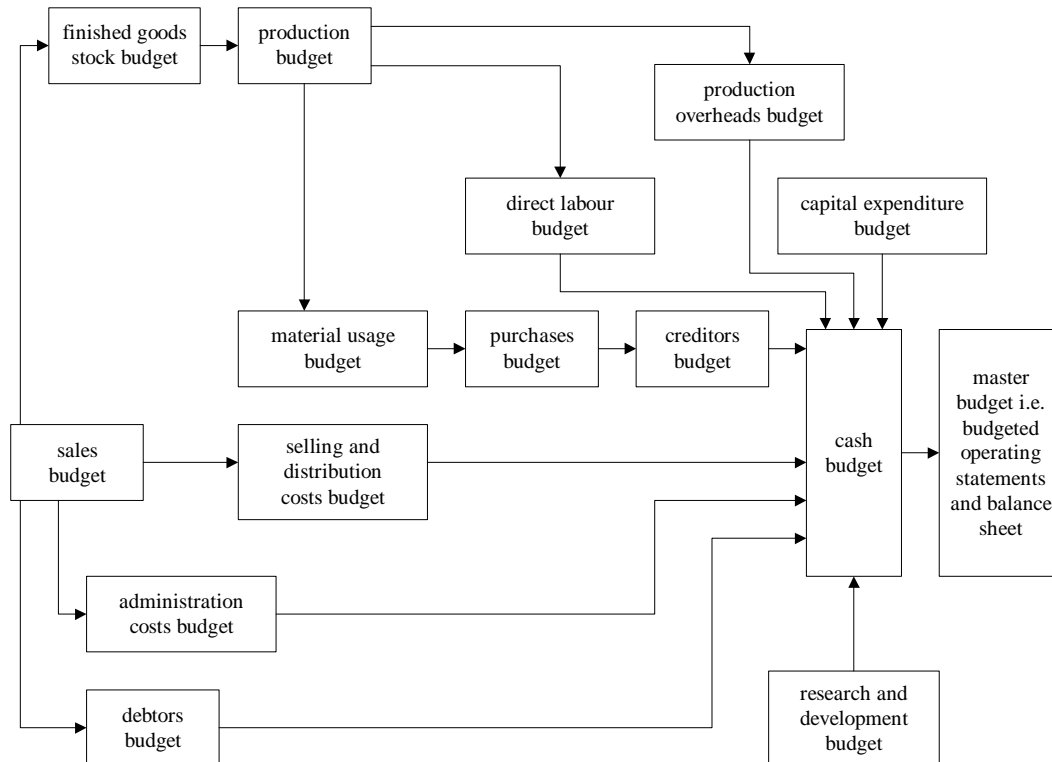 finished goods
stock budget
production
budget
production
overheads budget
direct labour
budget
capital expenditure
budget
material usage
budget
purchases
budget
creditors
budget
sales
budget
selling and
distribution
costs budget
cash
budget
master
budget i.e.
budgeted
operating
statements
and balance
sheet
administration
costs budget
debtors
budget
research and
development
budget